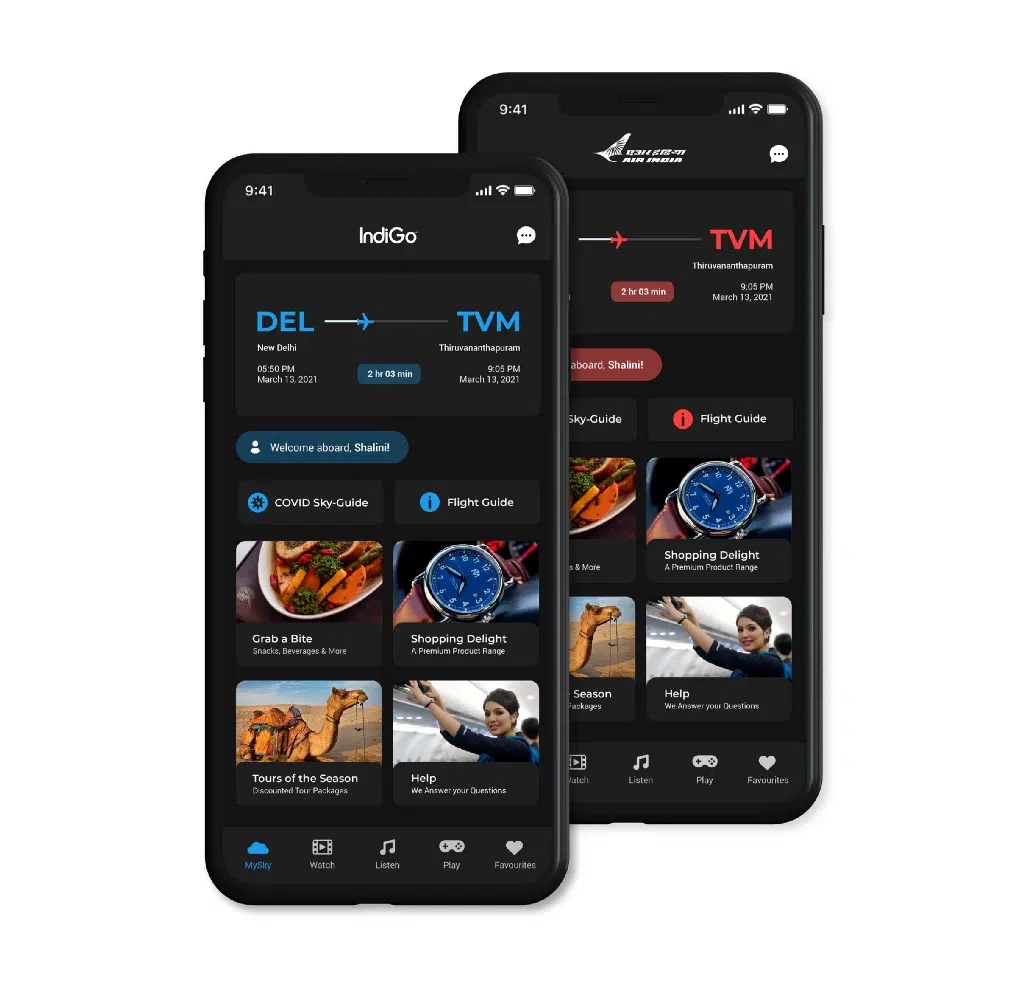 9:41
IndiGo
DEL
TVM
New Delhi
Thiruvananthapuram
05:50 PM
March 13, 2021
2 hr 03 min
9:05 PM
March 13, 2021
Welcome aboard, Shalini!
COVID Sky-Guide
Flight Guide
Grab a Bite
Snacks, Beverages & More
Shopping Delight
A Premium Product Range
Tours of the Season
Discounted Tour Packages
Help
We Answer your Questions
MySky
Watch
Listen
Play
Favourites
9:41
एअर इंडिया
AIR INDIA
TVM
Thiruvananthapuram
2 hr 03 min
9:05 PM
March 13, 2021
aboard, Shalini!
Sky-Guide
Flight Guide
s & More
Shopping Delight
A Premium Product Range
e Season
Packages
Help
We Answer your Questions
Watch
Listen
Play
Favourites